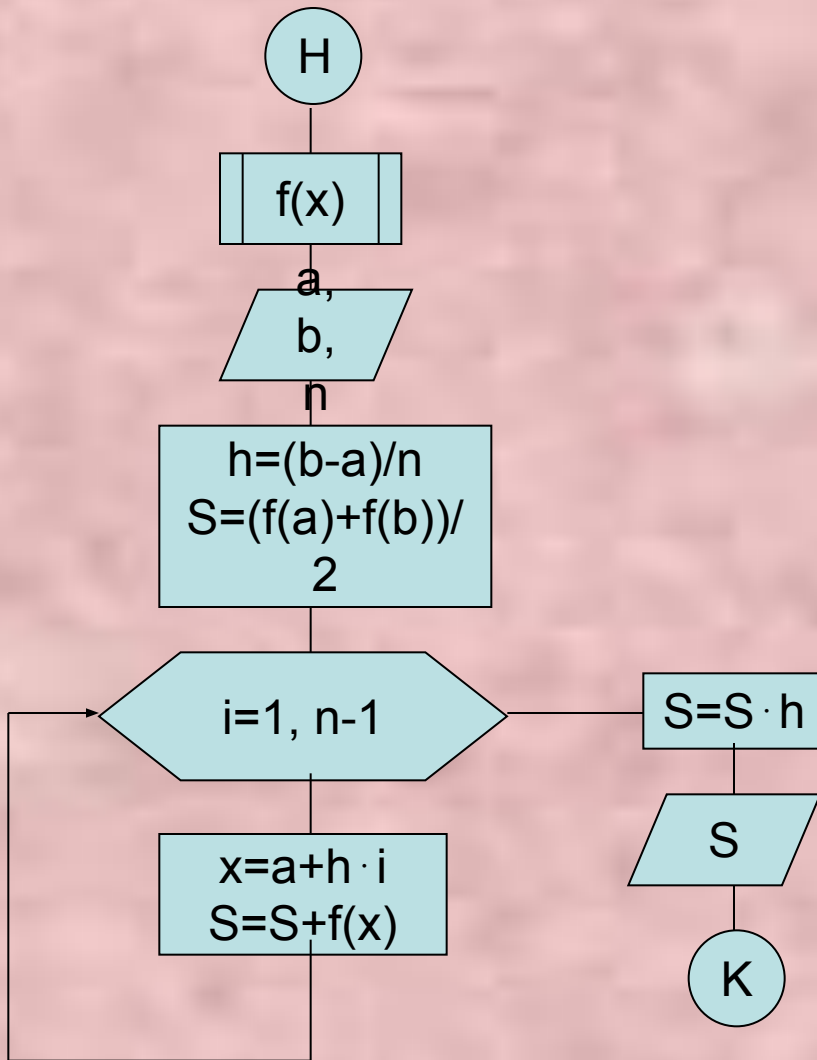 H
f(x)
a,
b,
n
h=(b-a)/n
S=(f(a)+f(b))/
2
i=1, n-1
x=a+h·i
S=S+f(x)
S=S·h
S
K